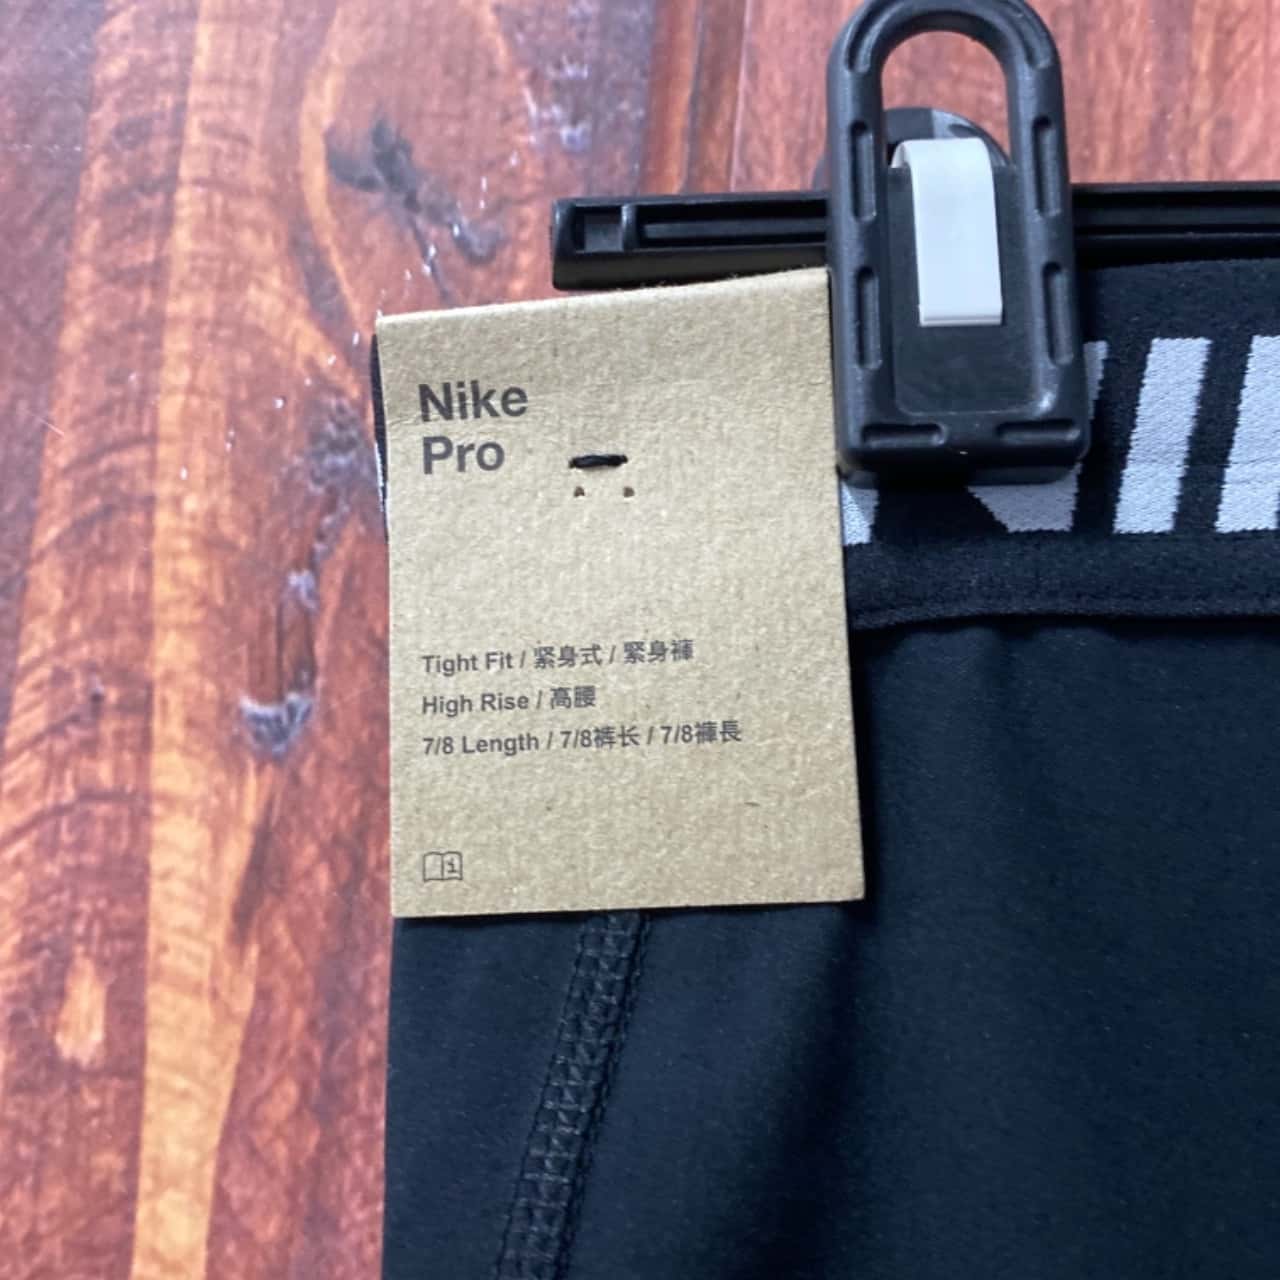 Nike
Pro
Tight Fit / 紧身式 / 緊身褲
High Rise / 高腰
7/8 Length / 7/8裤长 / 7/8褲長
NI